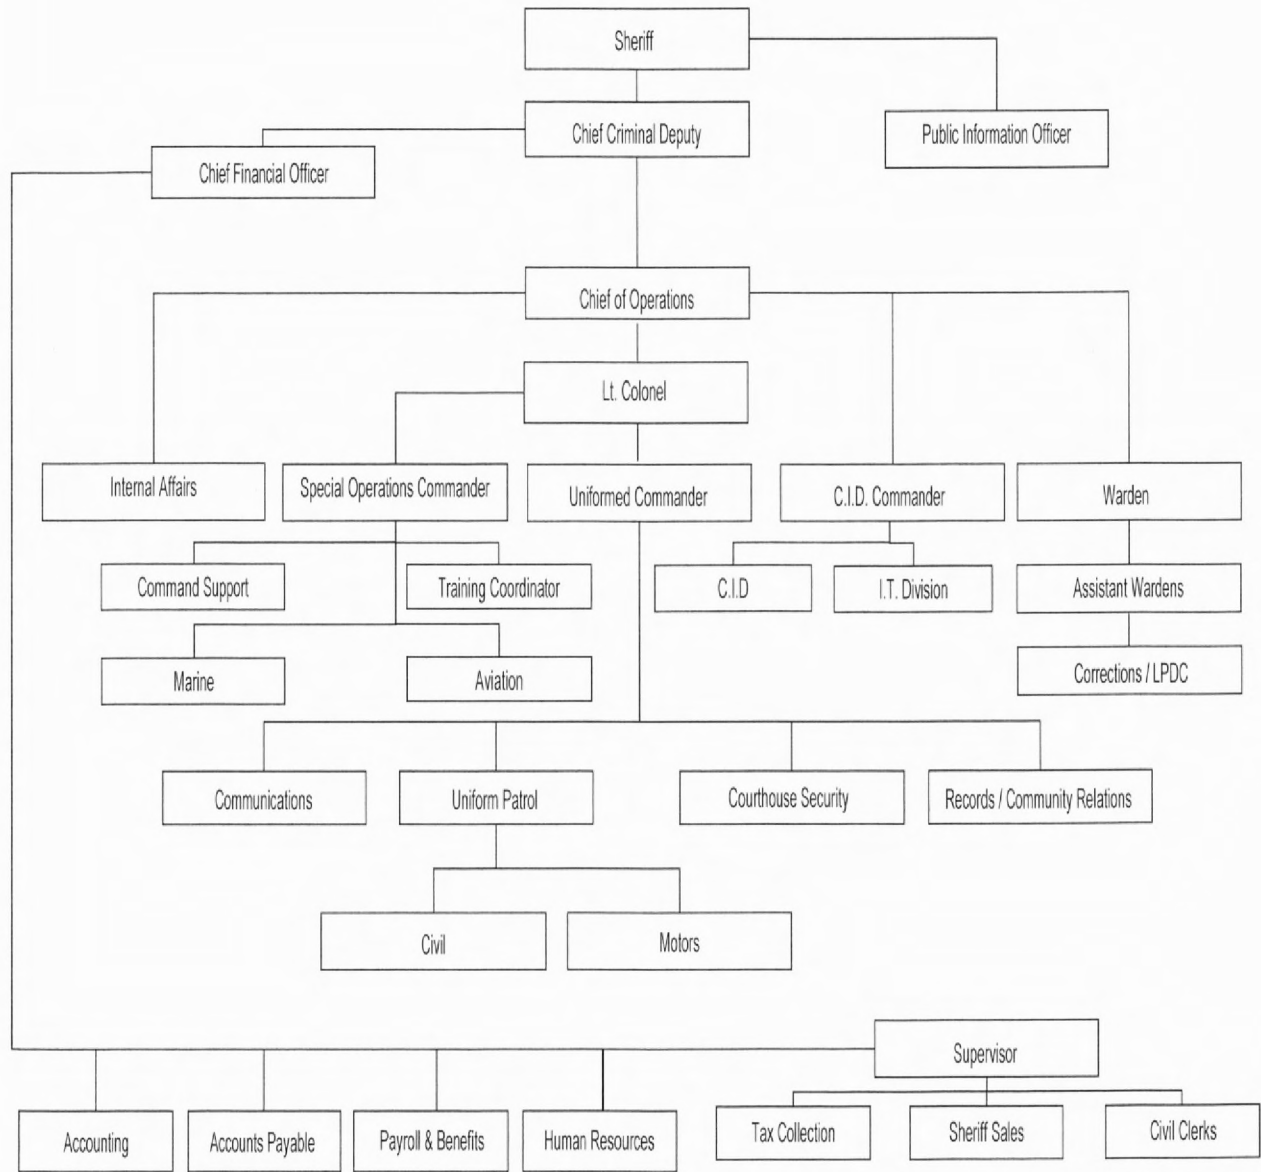 Sheriff
Chief Criminal Deputy
Public Information Officer
Chief Financial Officer
Chief of Operations
Lt. Colonel
Internal Affairs
Special Operations Commander
Uniformed Commander
C.I.D. Commander
Warden
Command Support
Training Coordinator
C.I.D
I.T. Division
Assistant Wardens
Marine
Aviation
Corrections / LPDC
Communications
Uniform Patrol
Courthouse Security
Records / Community Relations
Civil
Motors
Supervisor
Accounting
Accounts Payable
Payroll & Benefits
Human Resources
Tax Collection
Sheriff Sales
Civil Clerks